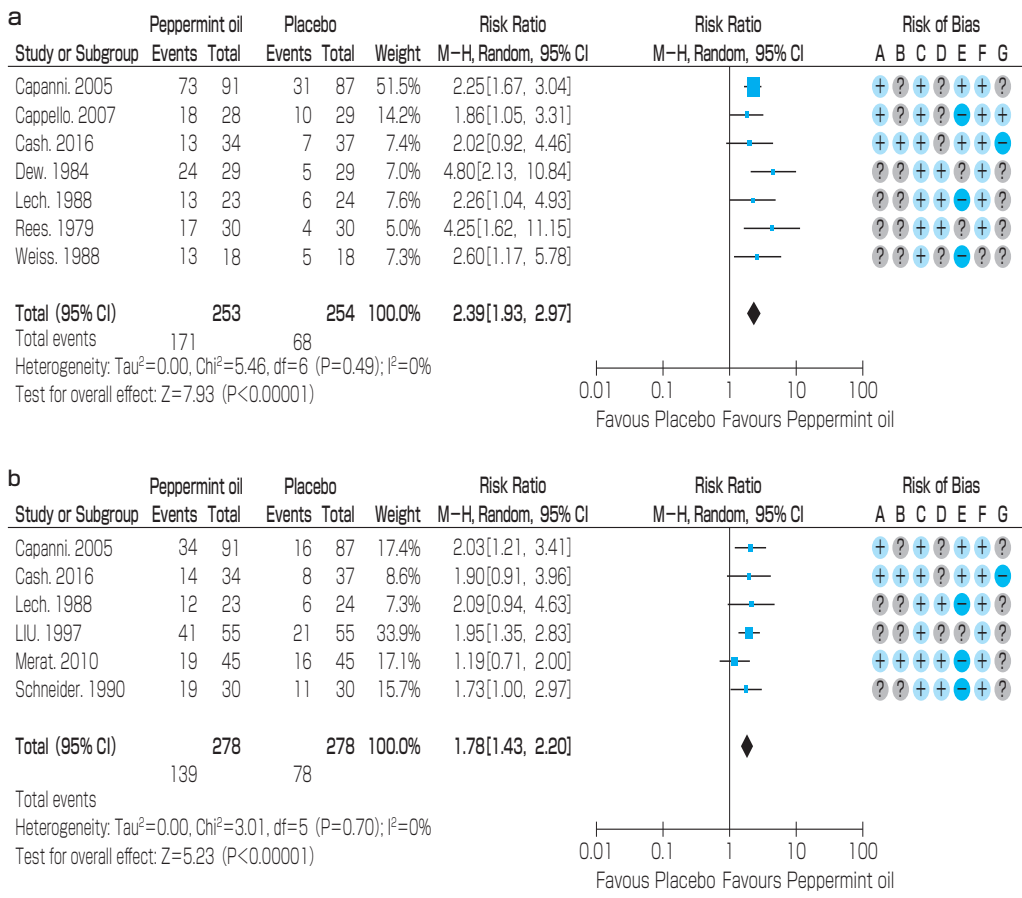 a
Peppermint oil Placebo Risk Ratio Risk Ratio Risk of Bias
Study or Subgroup Events Total Events Total Weight M-H, Random, 95% CI M-H, Random, 95% CI A B C D E F G
Capanni. 2005 73 91 31 87 51.5% 2.25[1.67, 3.04] + ? + ? + + ?
Cappello. 2007 18 28 10 29 14.2% 1.86[1.05, 3.31] + ? + ? − + +
Cash. 2016 13 34 7 37 7.4% 2.02[0.92, 4.46] + + + ? + + −
Dew. 1984 24 29 5 29 7.0% 4.80[2.13, 10.84] ? ? + + ? + ?
Lech. 1988 13 23 6 24 7.6% 2.26[1.04, 4.93] ? ? + + − + ?
Rees. 1979 17 30 4 30 5.0% 4.25[1.62, 11.15] ? ? + + ? + ?
Weiss. 1988 13 18 5 18 7.3% 2.60[1.17, 5.78] ? ? + ? − ? ?
Total (95% CI) 253 254 100.0% 2.39[1.93, 2.97]
Total events 171 68
Heterogeneity: Tau²=0.00, Chi²=5.46, df=6 (P=0.49); I²=0%
Test for overall effect: Z=7.93 (P<0.00001)
0.01 0.1 1 10 100
Favous Placebo Favours Peppermint oil
b
Peppermint oil Placebo Risk Ratio Risk Ratio Risk of Bias
Study or Subgroup Events Total Events Total Weight M-H, Random, 95% CI M-H, Random, 95% CI A B C D E F G
Capanni. 2005 34 91 16 87 17.4% 2.03[1.21, 3.41] + ? + ? + + ?
Cash. 2016 14 34 8 37 8.6% 1.90[0.91, 3.96] + + + ? + + −
Lech. 1988 12 23 6 24 7.3% 2.09[0.94, 4.63] ? ? + + − + ?
LIU. 1997 41 55 21 55 33.9% 1.95[1.35, 2.83] ? ? + ? ? + ?
Merat. 2010 19 45 16 45 17.1% 1.19[0.71, 2.00] + + + + − + ?
Schneider. 1990 19 30 11 30 15.7% 1.73[1.00, 2.97] ? ? + + − + ?
Total (95% CI) 278 278 100.0% 1.78[1.43, 2.20]
139 78
Total events
Heterogeneity: Tau²=0.00, Chi²=3.01, df=5 (P=0.70); I²=0%
Test for overall effect: Z=5.23 (P<0.00001)
0.01 0.1 1 10 100
Favous Placebo Favours Peppermint oil